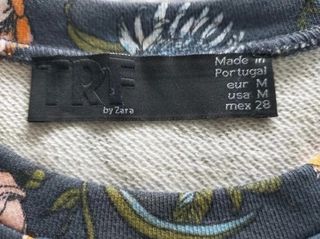 TRF
by Zara
Made in
Portugal
eur M
usa M
mex 28